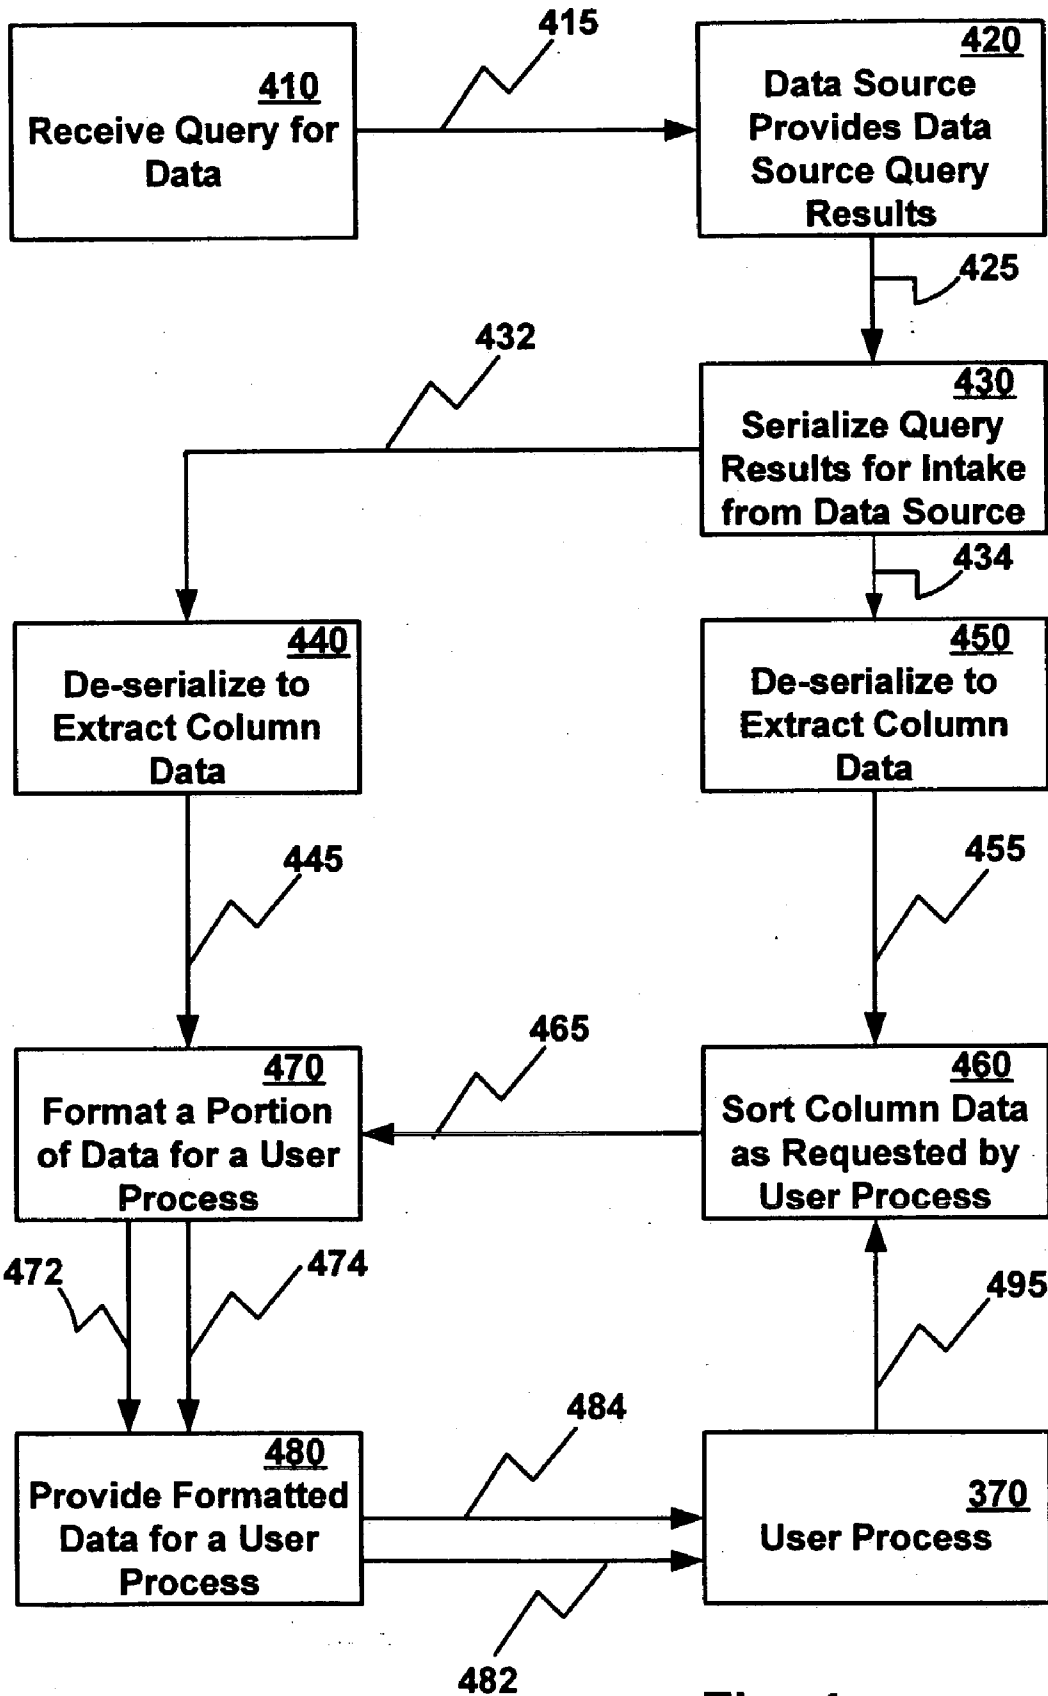 415
410
Receive Query for
Data
420
Data Source
Provides Data
Source Query
Results
425
432
430
Serialize Query
Results for Intake
from Data Source
434
440
De-serialize to
Extract Column
Data
450
De-serialize to
Extract Column
Data
445
455
465
470
Format a Portion
of Data for a User
Process
460
Sort Column Data
as Requested by
User Process
472
474
495
484
480
Provide Formatted
Data for a User
Process
370
User Process
482